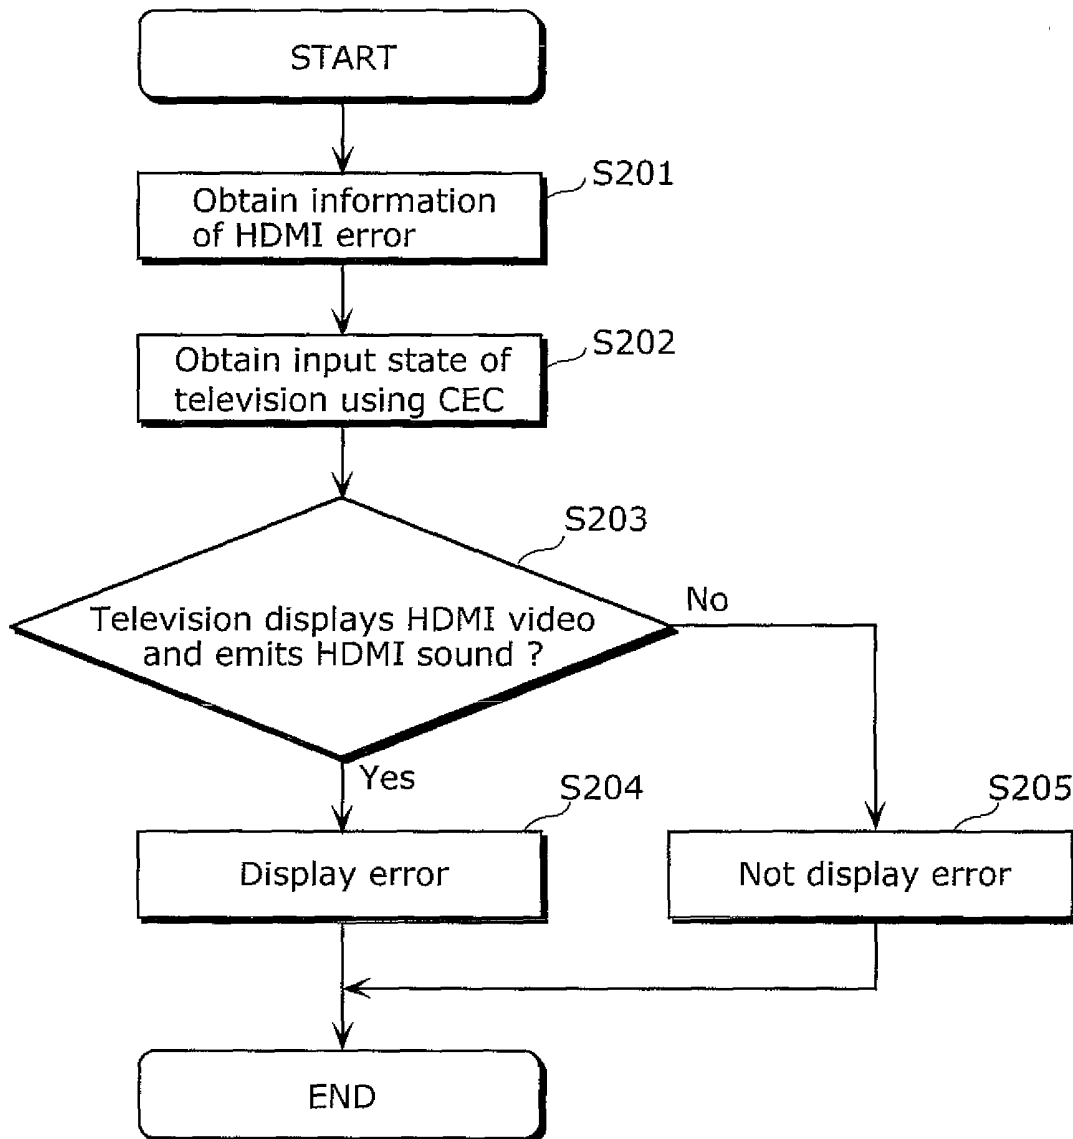 START
S201
Obtain information
of HDMI error
S202
Obtain input state of
television using CEC
S203
Television displays HDMI video
and emits HDMI sound ?
No
Yes
S204
Display error
S205
Not display error
END